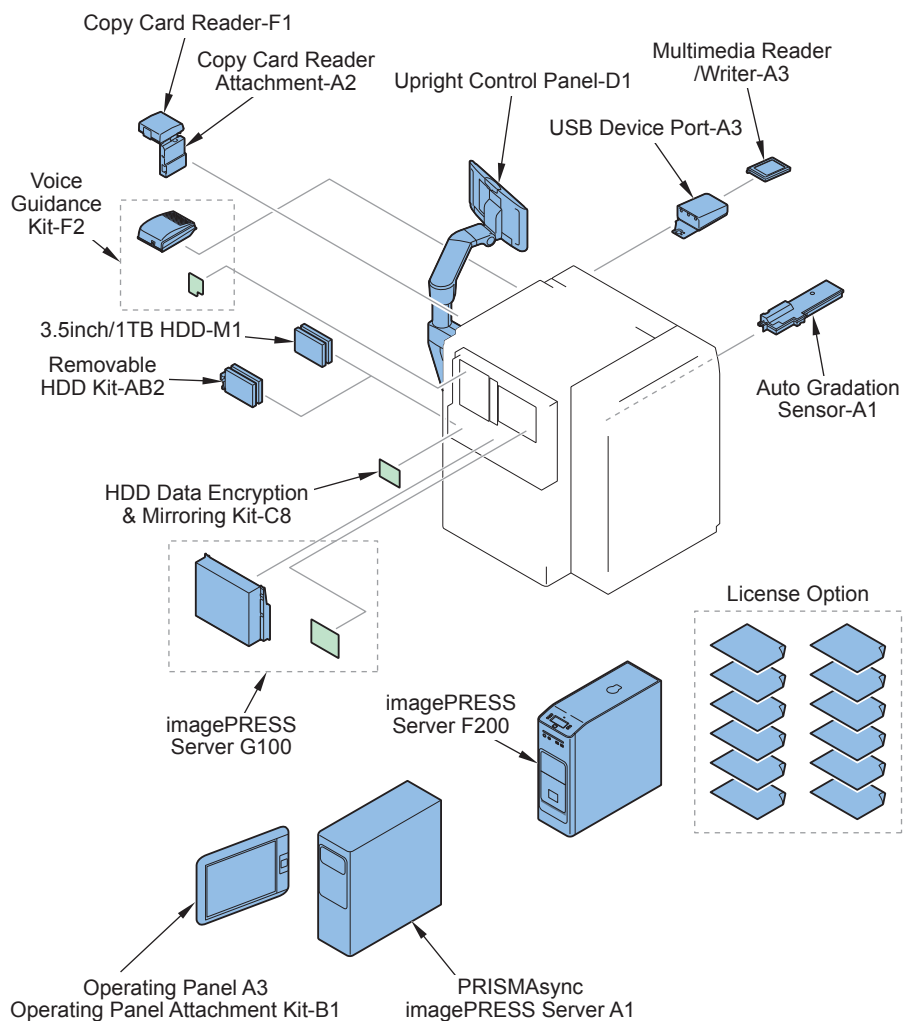 Copy Card Reader-F1
Copy Card Reader
Attachment-A2
Upright Control Panel-D1
Multimedia Reader
/Writer-A3
USB Device Port-A3
Voice
Guidance
Kit-F2
3.5inch/1TB HDD-M1
Removable
HDD Kit-AB2
Auto Gradation
Sensor-A1
HDD Data Encryption
& Mirroring Kit-C8
License Option
imagePRESS
Server G100
imagePRESS
Server F200
Operating Panel A3
Operating Panel Attachment Kit-B1
PRISMAsync
imagePRESS Server A1